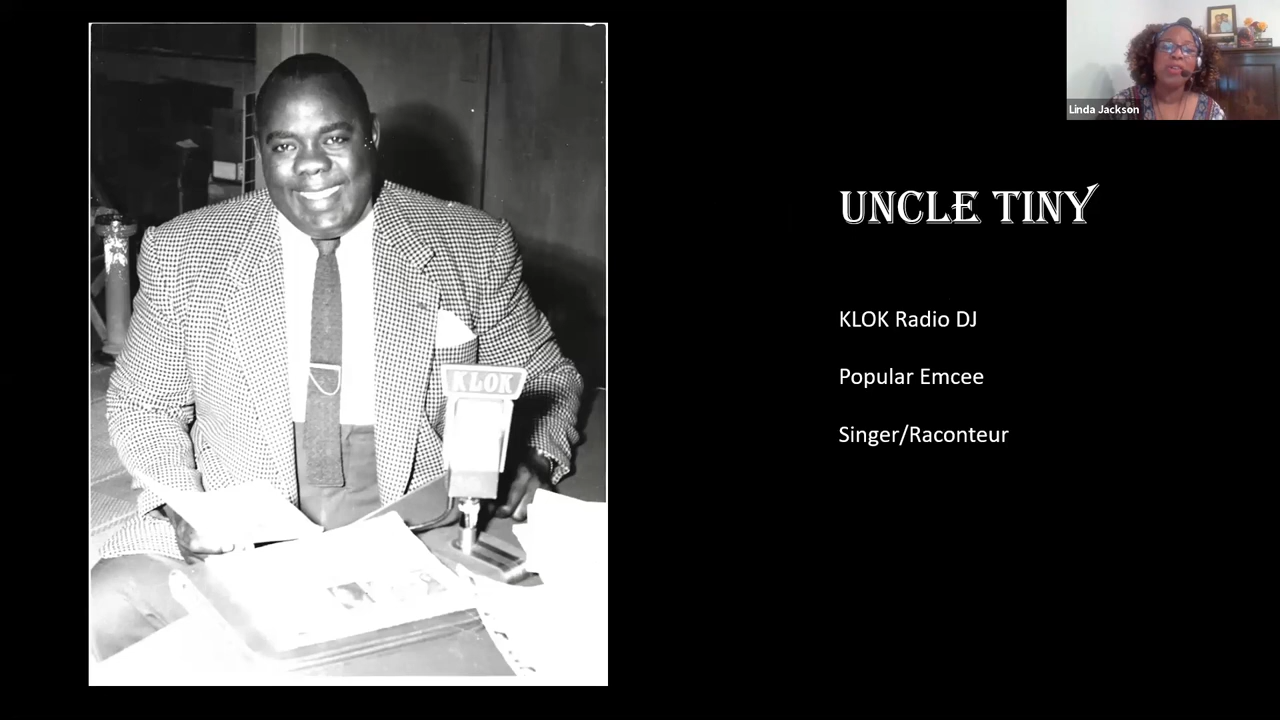 Linda Jackson
UNCLE TINY
KLOK Radio DJ
Popular Emcee
Singer/Raconteur
KLOK